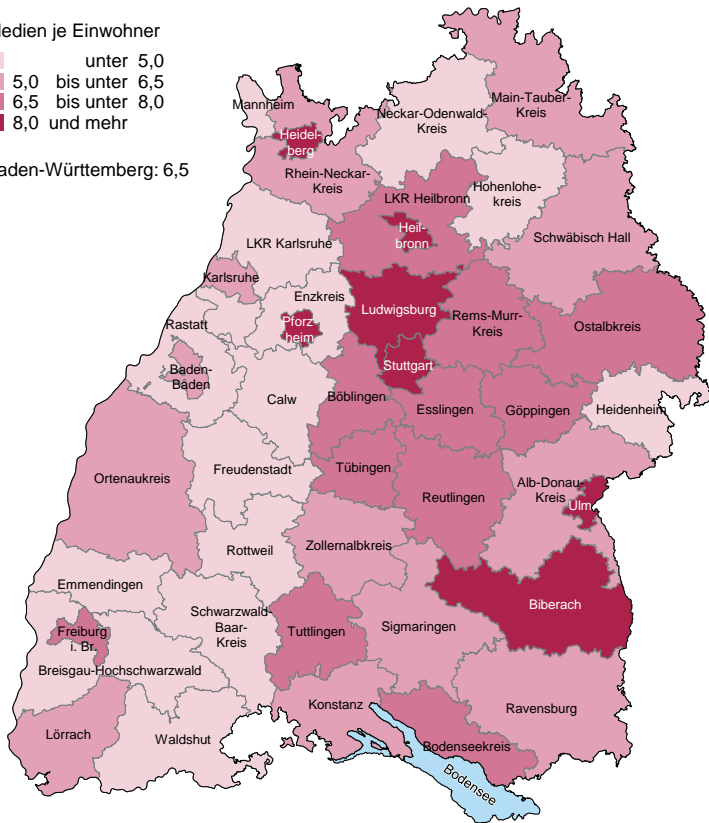 edien je Einwohner
unter 5,0
5,0 bis unter 6,5
6,5 bis unter 8,0
8,0 und mehr
aden-Württemberg: 6,5
Mannheim
Heidel-
berg
Rhein-Neckar-
Kreis
Neckar-Odenwald-
Kreis
Main-Tauber-
Kreis
Hohenlohe-
kreis
LKR Heilbronn
Heil-
bronn
Schwäbisch Hall
LKR Karlsruhe
Karlsruhe
Enzkreis
Pforz-
heim
Ludwigsburg
Rems-Murr-
Kreis
Ostalbkreis
Rastatt
Baden-
Baden
Stuttgart
Calw
Böblingen
Esslingen
Göppingen
Heidenheim
Ortenaukreis
Freudenstadt
Tübingen
Reutlingen
Alb-Donau-
Kreis
Ulm
Rottweil
Zollernalbkreis
Emmendingen
Schwarzwald-
Baar-
Kreis
Tuttlingen
Sigmaringen
Biberach
Freiburg
i. Br.
Breisgau-Hochschwarzwald
Lörrach
Waldshut
Konstanz
Bodenseekreis
Ravensburg
Bodensee